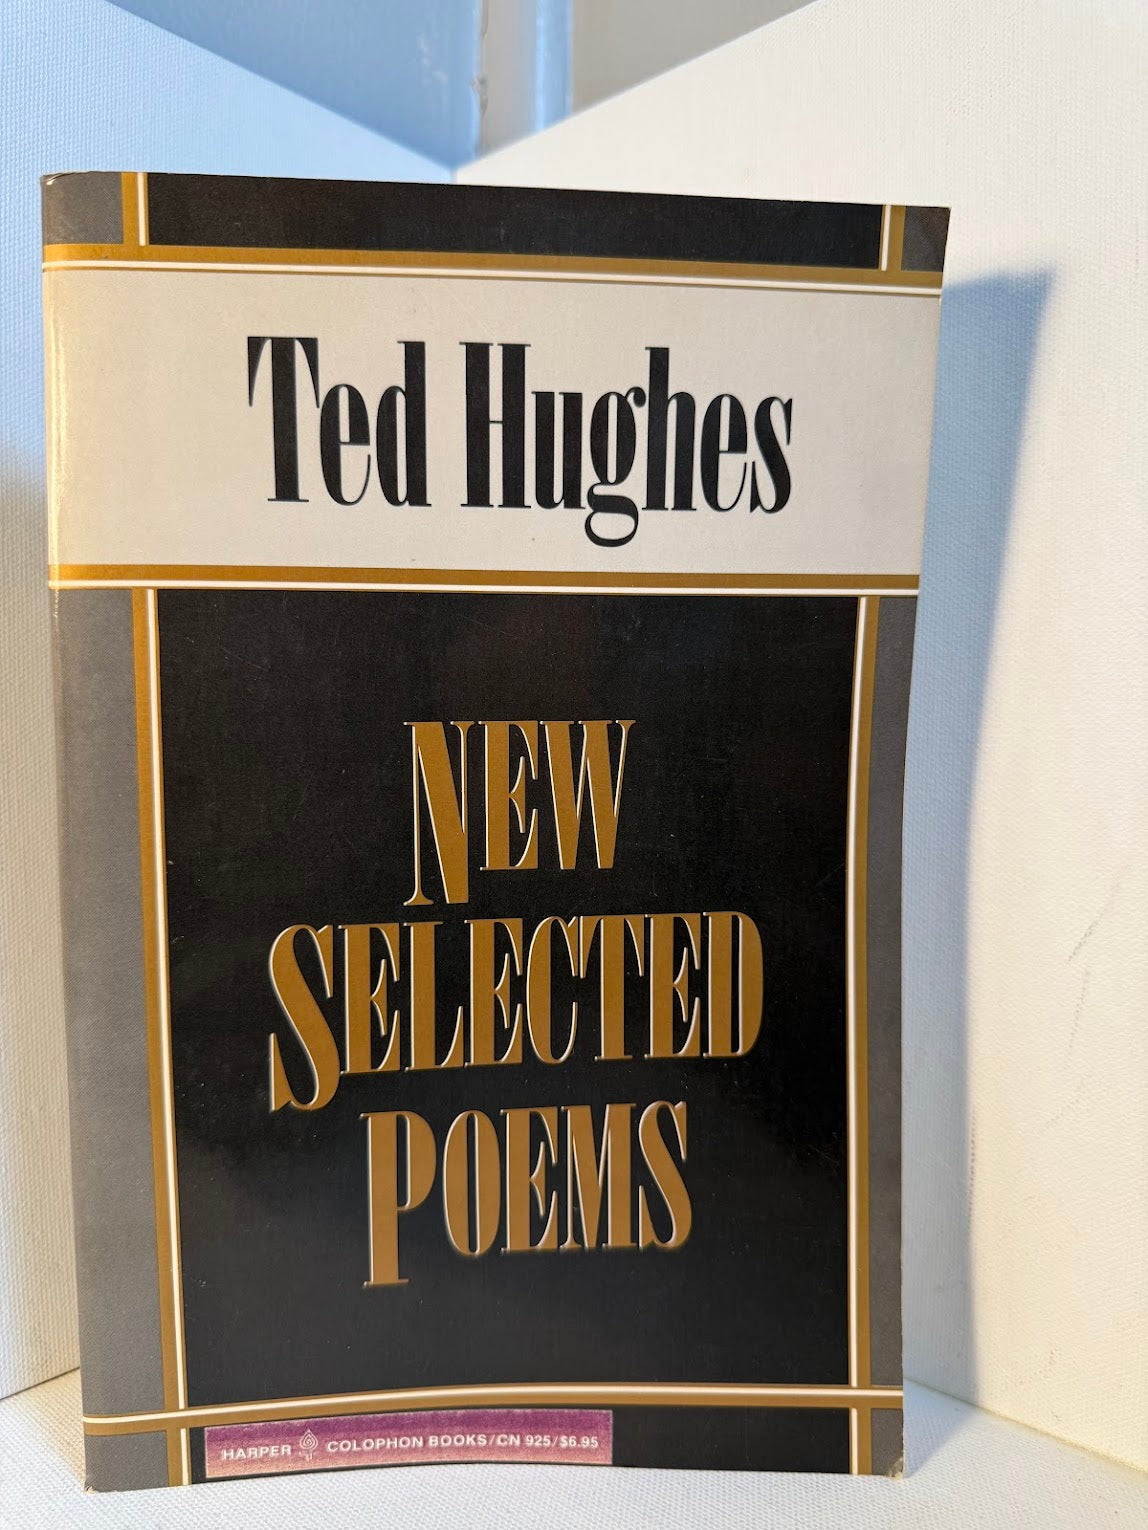 Ted Hughes
NEW
SELECTED
POEMS
HARPER COLOPHON BOOKS/CN 925/$6.95